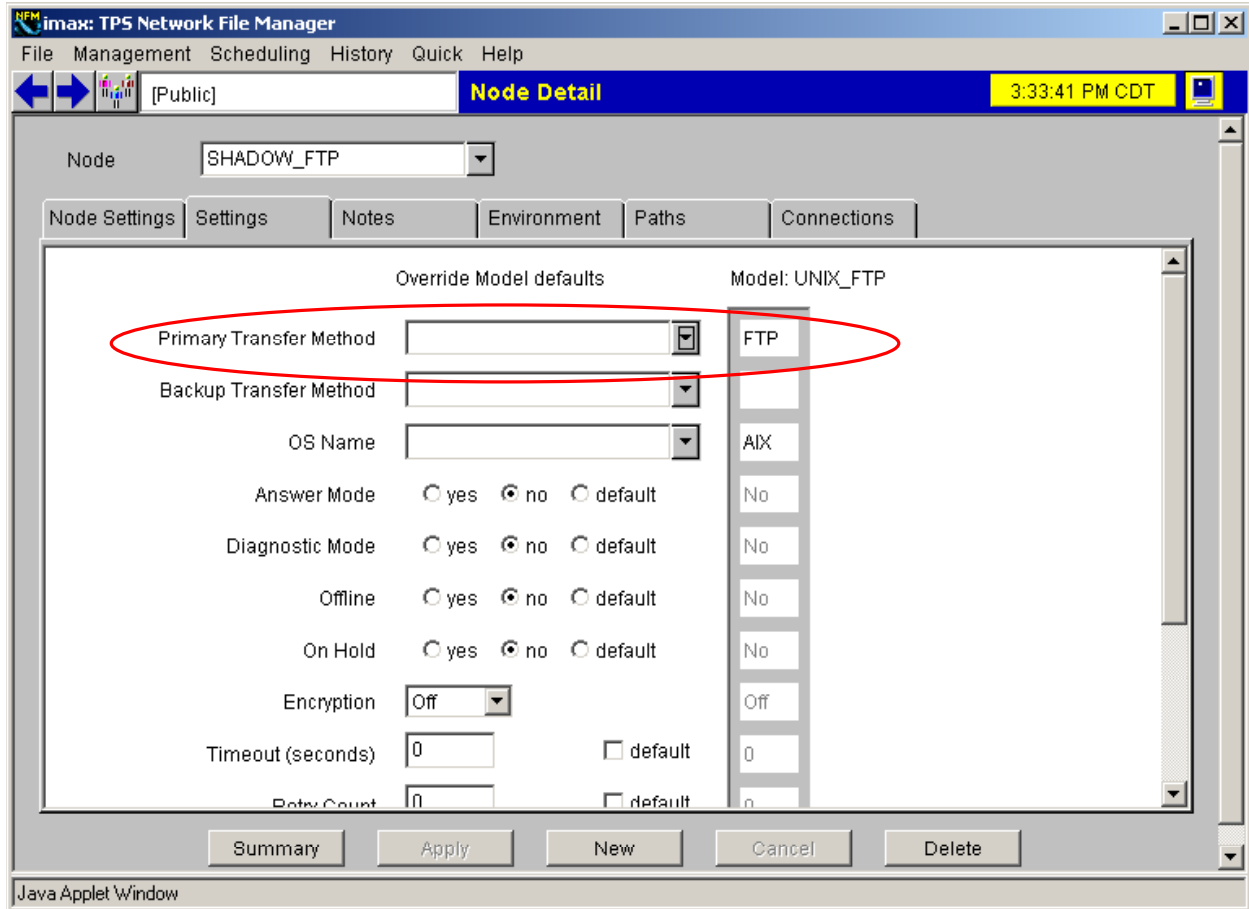 NFM imax: TPS Network File Manager
File Management Scheduling History Quick Help
[Public] Node Detail 3:33:41 PM CDT
Node SHADOW_FTP
Node Settings Settings Notes Environment Paths Connections
Override Model defaults Model: UNIX_FTP
Primary Transfer Method FTP
Backup Transfer Method
OS Name AIX
Answer Mode yes no default No
Diagnostic Mode yes no default No
Offline yes no default No
On Hold yes no default No
Encryption Off Off
Timeout (seconds) 0 default 0
Retry Count 0 default 0
Summary Apply New Cancel Delete
Java Applet Window